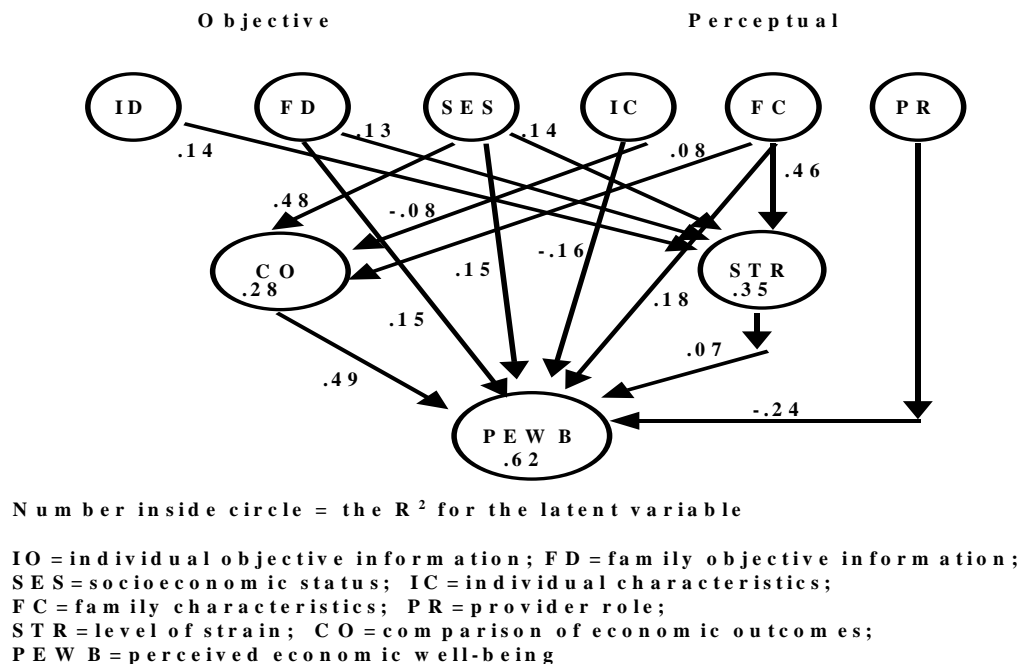 Objective Perceptual
ID FD SES IC FC PR
.13 .14 .08
.14 .46
.48 -.08
-.16
CO STR
.15
.28 .35
.18
.15
.07
.49
-.24
PEWB
.62
Number inside circle = the R² for the latent variable
IO=individual objective information; FD=family objective information;
SES=socioeconomic status; IC=individual characteristics;
FC=family characteristics; PR=provider role;
STR=level of strain; CO=comparison of economic outcomes;
PEWB=perceived economic well-being